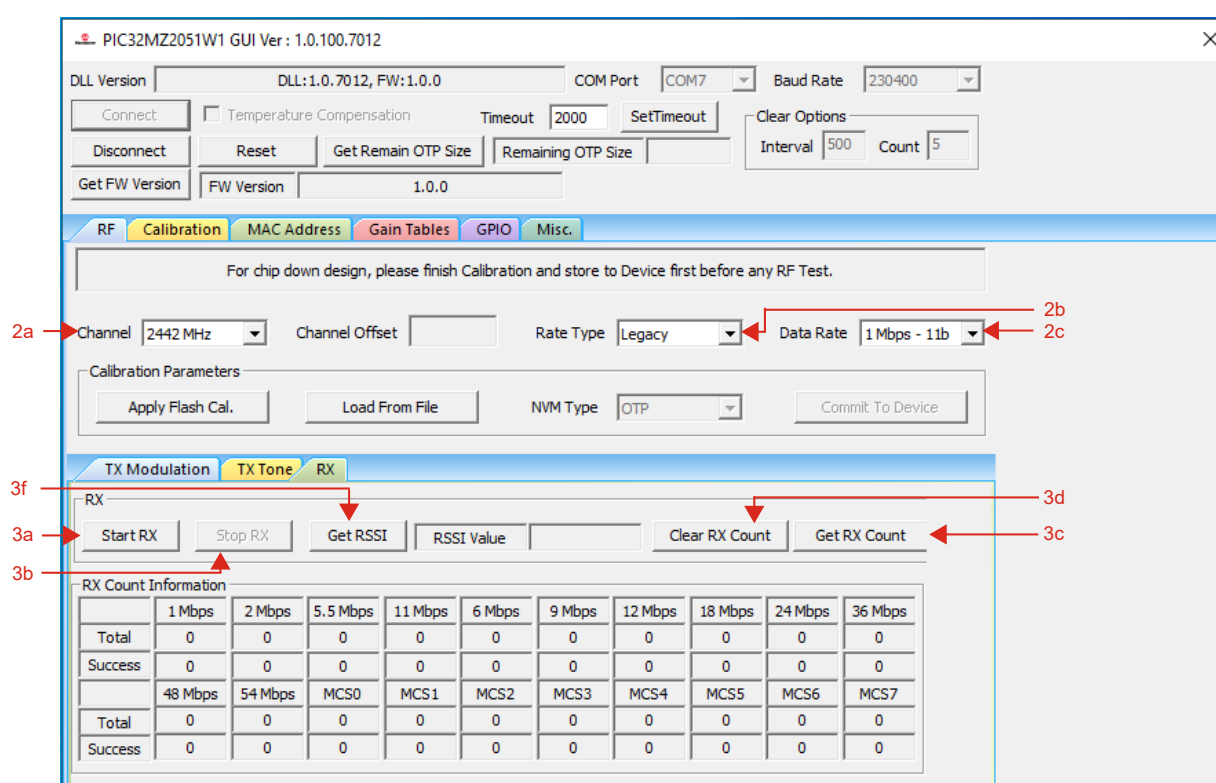 PIC32MZ2051W1 GUI Ver : 1.0.100.7012
DLL Version DLL:1.0.7012, FW:1.0.0 COM Port COM7 Baud Rate 230400
Connect Temperature Compensation Timeout 2000 SetTimeout Clear Options
Disconnect Reset Get Remain OTP Size Remaining OTP Size Interval 500 Count 5
Get FW Version FW Version 1.0.0
RF Calibration MAC Address Gain Tables GPIO Misc.
For chip down design, please finish Calibration and store to Device first before any RF Test.
2b
2a Channel 2442 MHz Channel Offset Rate Type Legacy Data Rate 1 Mbps - 11b 2c
Calibration Parameters
Apply Flash Cal. Load From File NVM Type OTP Commit To Device
TX Modulation TX Tone RX
3f
RX 3d
3a Start RX Stop RX Get RSSI RSSI Value Clear RX Count Get RX Count 3c
3b
RX Count Information
1 Mbps 2 Mbps 5.5 Mbps 11 Mbps 6 Mbps 9 Mbps 12 Mbps 18 Mbps 24 Mbps 36 Mbps
Total 0 0 0 0 0 0 0 0 0 0
Success 0 0 0 0 0 0 0 0 0 0
48 Mbps 54 Mbps MCS0 MCS1 MCS2 MCS3 MCS4 MCS5 MCS6 MCS7
Total 0 0 0 0 0 0 0 0 0 0
Success 0 0 0 0 0 0 0 0 0 0